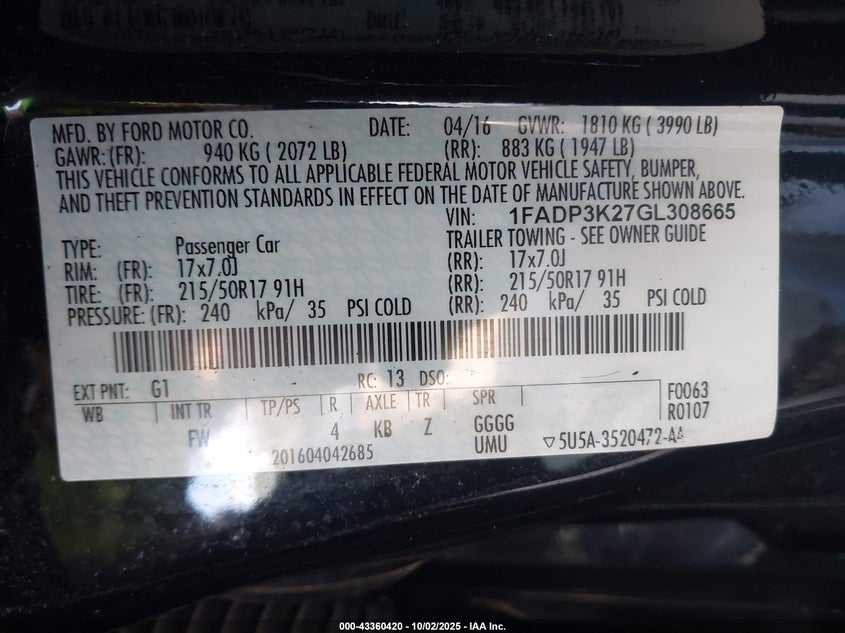 MFD. BY FORD MOTOR CO. DATE: 04/16 GVWR: 1810 KG ( 3990 LB)
GAWR:(FR): 940 KG ( 2072 LB) (RR): 883 KG ( 1947 LB)
THIS VEHICLE CONFORMS TO ALL APPLICABLE FEDERAL MOTOR VEHICLE SAFETY, BUMPER,
AND THEFT PREVENTION STANDARDS IN EFFECT ON THE DATE OF MANUFACTURE SHOWN ABOVE.
VIN: 1FADP3K27GL308665
TYPE: Passenger Car TRAILER TOWING - SEE OWNER GUIDE
RIM: (FR): 17x7.0J (RR): 17x7.0J
TIRE: (FR): 215/50R17 91H (RR): 215/50R17 91H
PRESSURE: (FR): 240 kPa/ 35 PSI COLD (RR): 240 kPa/ 35 PSI COLD
EXT PNT: G1 RC: 13 DSO: F0063
WB INT TR TP/PS R AXLE TR SPR R0107
FW 4 KB Z GGGG
201604042685 UMU ▽5U5A-3520472-AA
000-43360420 - 10/02/2025 - IAA Inc.